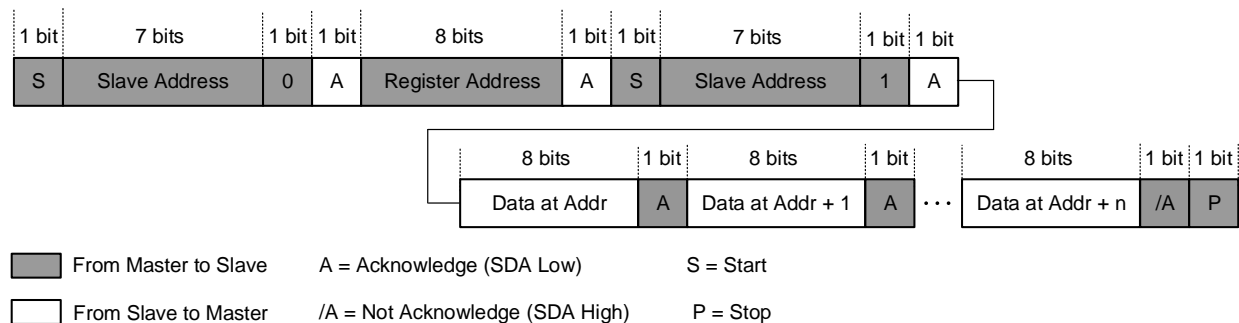 1 bit 7 bits 1 bit 1 bit 8 bits 1 bit 1 bit 7 bits 1 bit 1 bit
S Slave Address 0 A Register Address A S Slave Address 1 A
8 bits 1 bit 8 bits 1 bit 8 bits 1 bit 1 bit
Data at Addr A Data at Addr + 1 A ··· Data at Addr + n /A P
From Master to Slave A = Acknowledge (SDA Low) S = Start
From Slave to Master /A = Not Acknowledge (SDA High) P = Stop